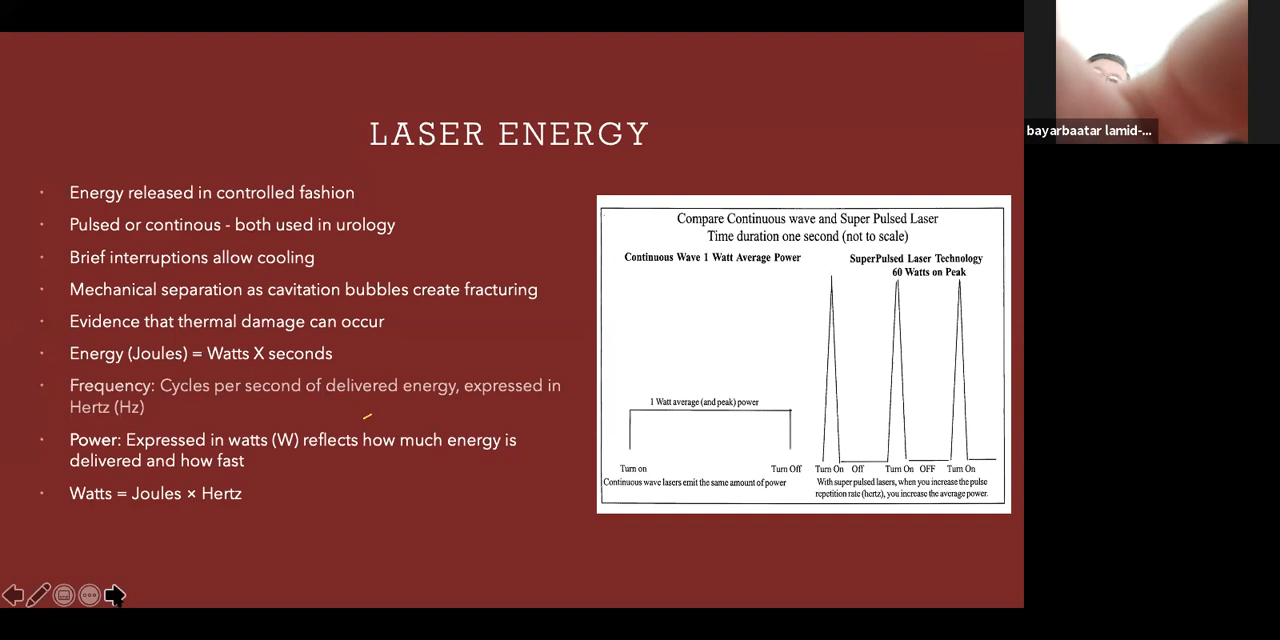 LASER ENERGY
Energy released in controlled fashion
Pulsed or continous - both used in urology
Brief interruptions allow cooling
Mechanical separation as cavitation bubbles create fracturing
Evidence that thermal damage can occur
Energy (Joules) = Watts X seconds
Frequency: Cycles per second of delivered energy, expressed in
Hertz (Hz)
Power: Expressed in watts (W) reflects how much energy is
delivered and how fast
Watts = Joules × Hertz
Compare Continuous wave and Super Pulsed Laser
Time duration one second (not to scale)
Continuous Wave 1 Watt Average Power
SuperPulsed Laser Technology
60 Watts on Peak
1 Watt average (and peak) power
Turn on
Turn Off
Turn On Off Turn On OFF Turn On
Continuous wave lasers emit the same amount of power
With super pulsed lasers, when you increase the pulse
repetition rate (hertz), you increase the average power.
bayarbaatar lamid-...